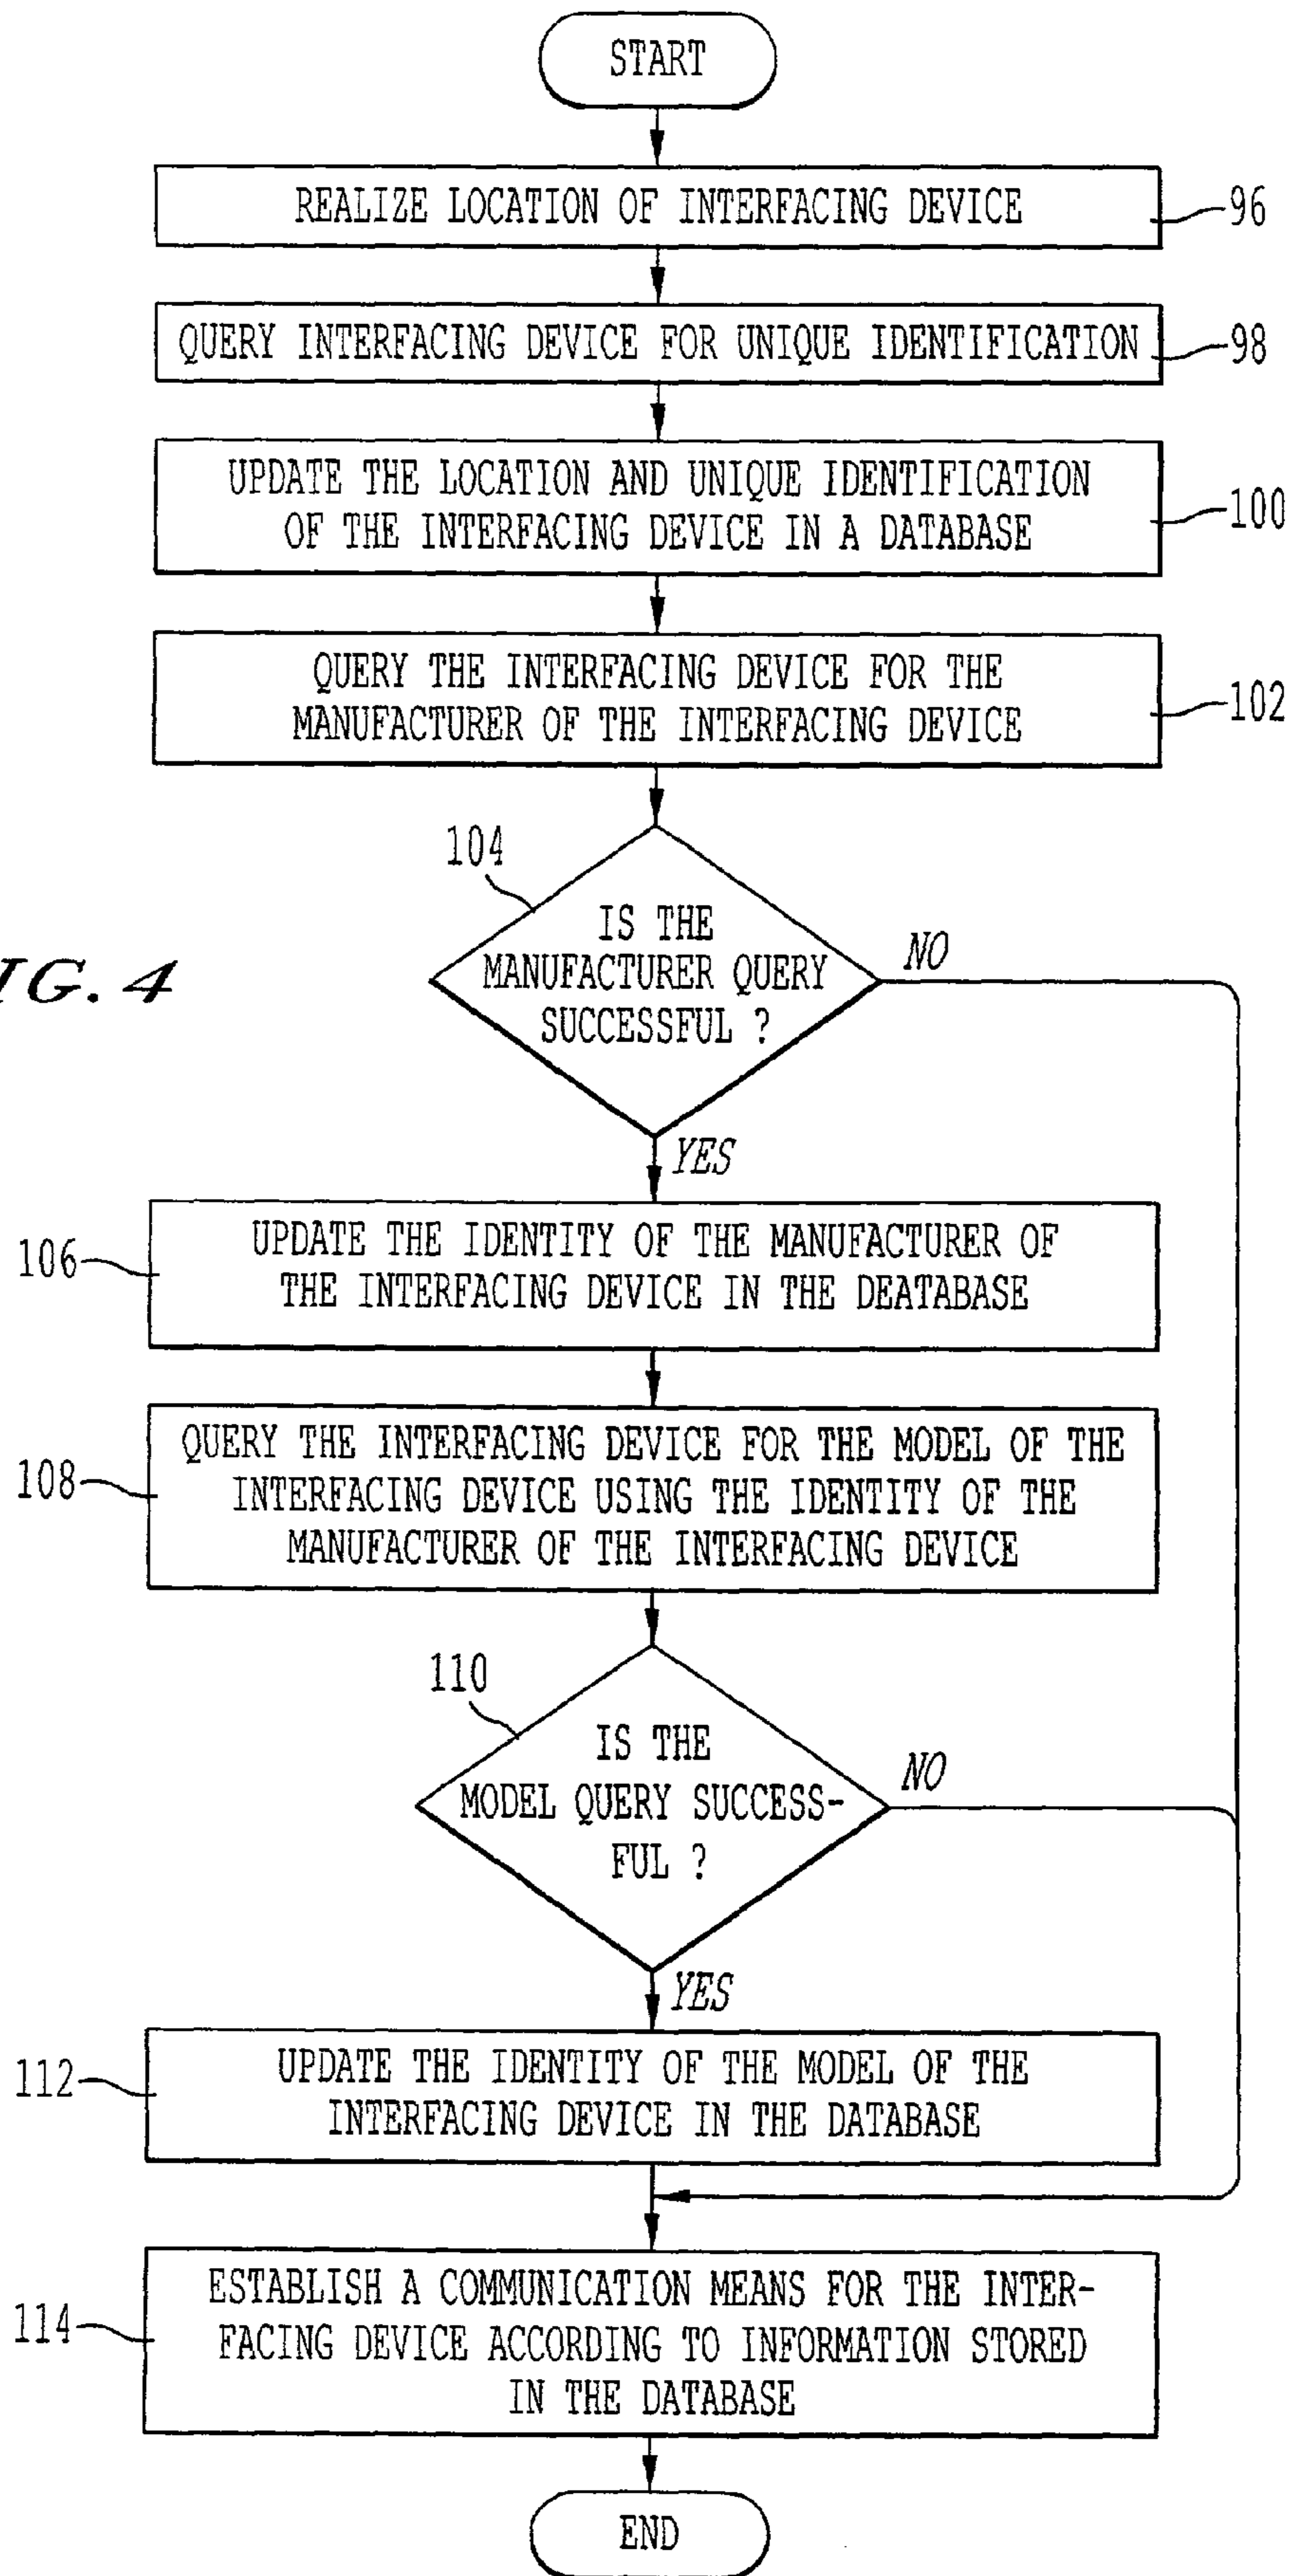 START
REALIZE LOCATION OF INTERFACING DEVICE
96
QUERY INTERFACING DEVICE FOR UNIQUE IDENTIFICATION
98
UPDATE THE LOCATION AND UNIQUE IDENTIFICATION
OF THE INTERFACING DEVICE IN A DATABASE
100
QUERY THE INTERFACING DEVICE FOR THE
MANUFACTURER OF THE INTERFACING DEVICE
102
104
IS THE
MANUFACTURER QUERY
SUCCESSFUL ?
NO
IG. 4
YES
106
UPDATE THE IDENTITY OF THE MANUFACTURER OF
THE INTERFACING DEVICE IN THE DEATABASE
108
QUERY THE INTERFACING DEVICE FOR THE MODEL OF THE
INTERFACING DEVICE USING THE IDENTITY OF THE
MANUFACTURER OF THE INTERFACING DEVICE
110
IS THE
MODEL QUERY SUCCESS-
FUL ?
NO
YES
112
UPDATE THE IDENTITY OF THE MODEL OF THE
INTERFACING DEVICE IN THE DATABASE
114
ESTABLISH A COMMUNICATION MEANS FOR THE INTER-
FACING DEVICE ACCORDING TO INFORMATION STORED
IN THE DATABASE
END